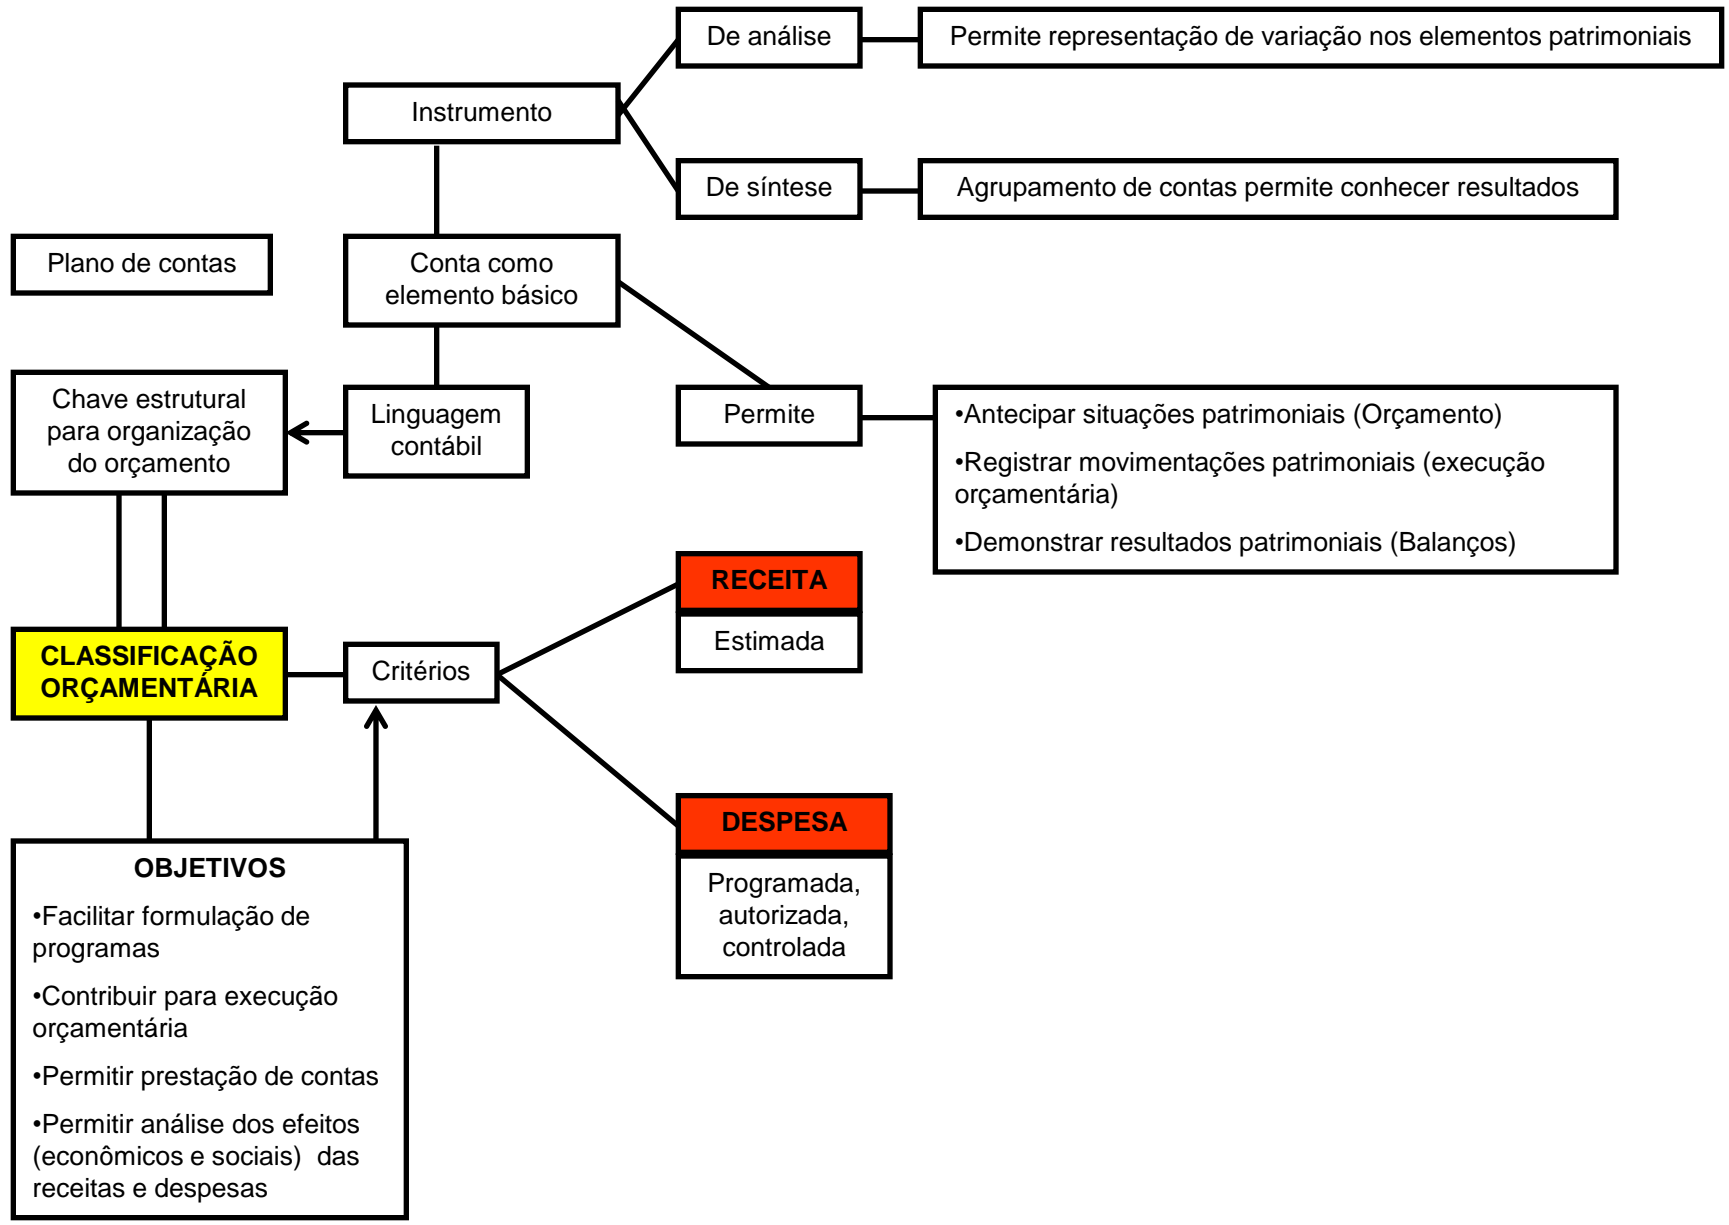 De análise
Permite representação de variação nos elementos patrimoniais
Instrumento
De síntese
Agrupamento de contas permite conhecer resultados
Plano de contas
Conta como
elemento básico
Chave estrutural
para organização
do orçamento
Linguagem
contábil
Permite
•Antecipar situações patrimoniais (Orçamento)
•Registrar movimentações patrimoniais (execução
orçamentária)
•Demonstrar resultados patrimoniais (Balanços)
RECEITA
Estimada
CLASSIFICAÇÃO
ORÇAMENTÁRIA
Critérios
DESPESA
Programada,
autorizada,
controlada
OBJETIVOS
•Facilitar formulação de
programas
•Contribuir para execução
orçamentária
•Permitir prestação de contas
•Permitir análise dos efeitos
(econômicos e sociais)  das
receitas e despesas